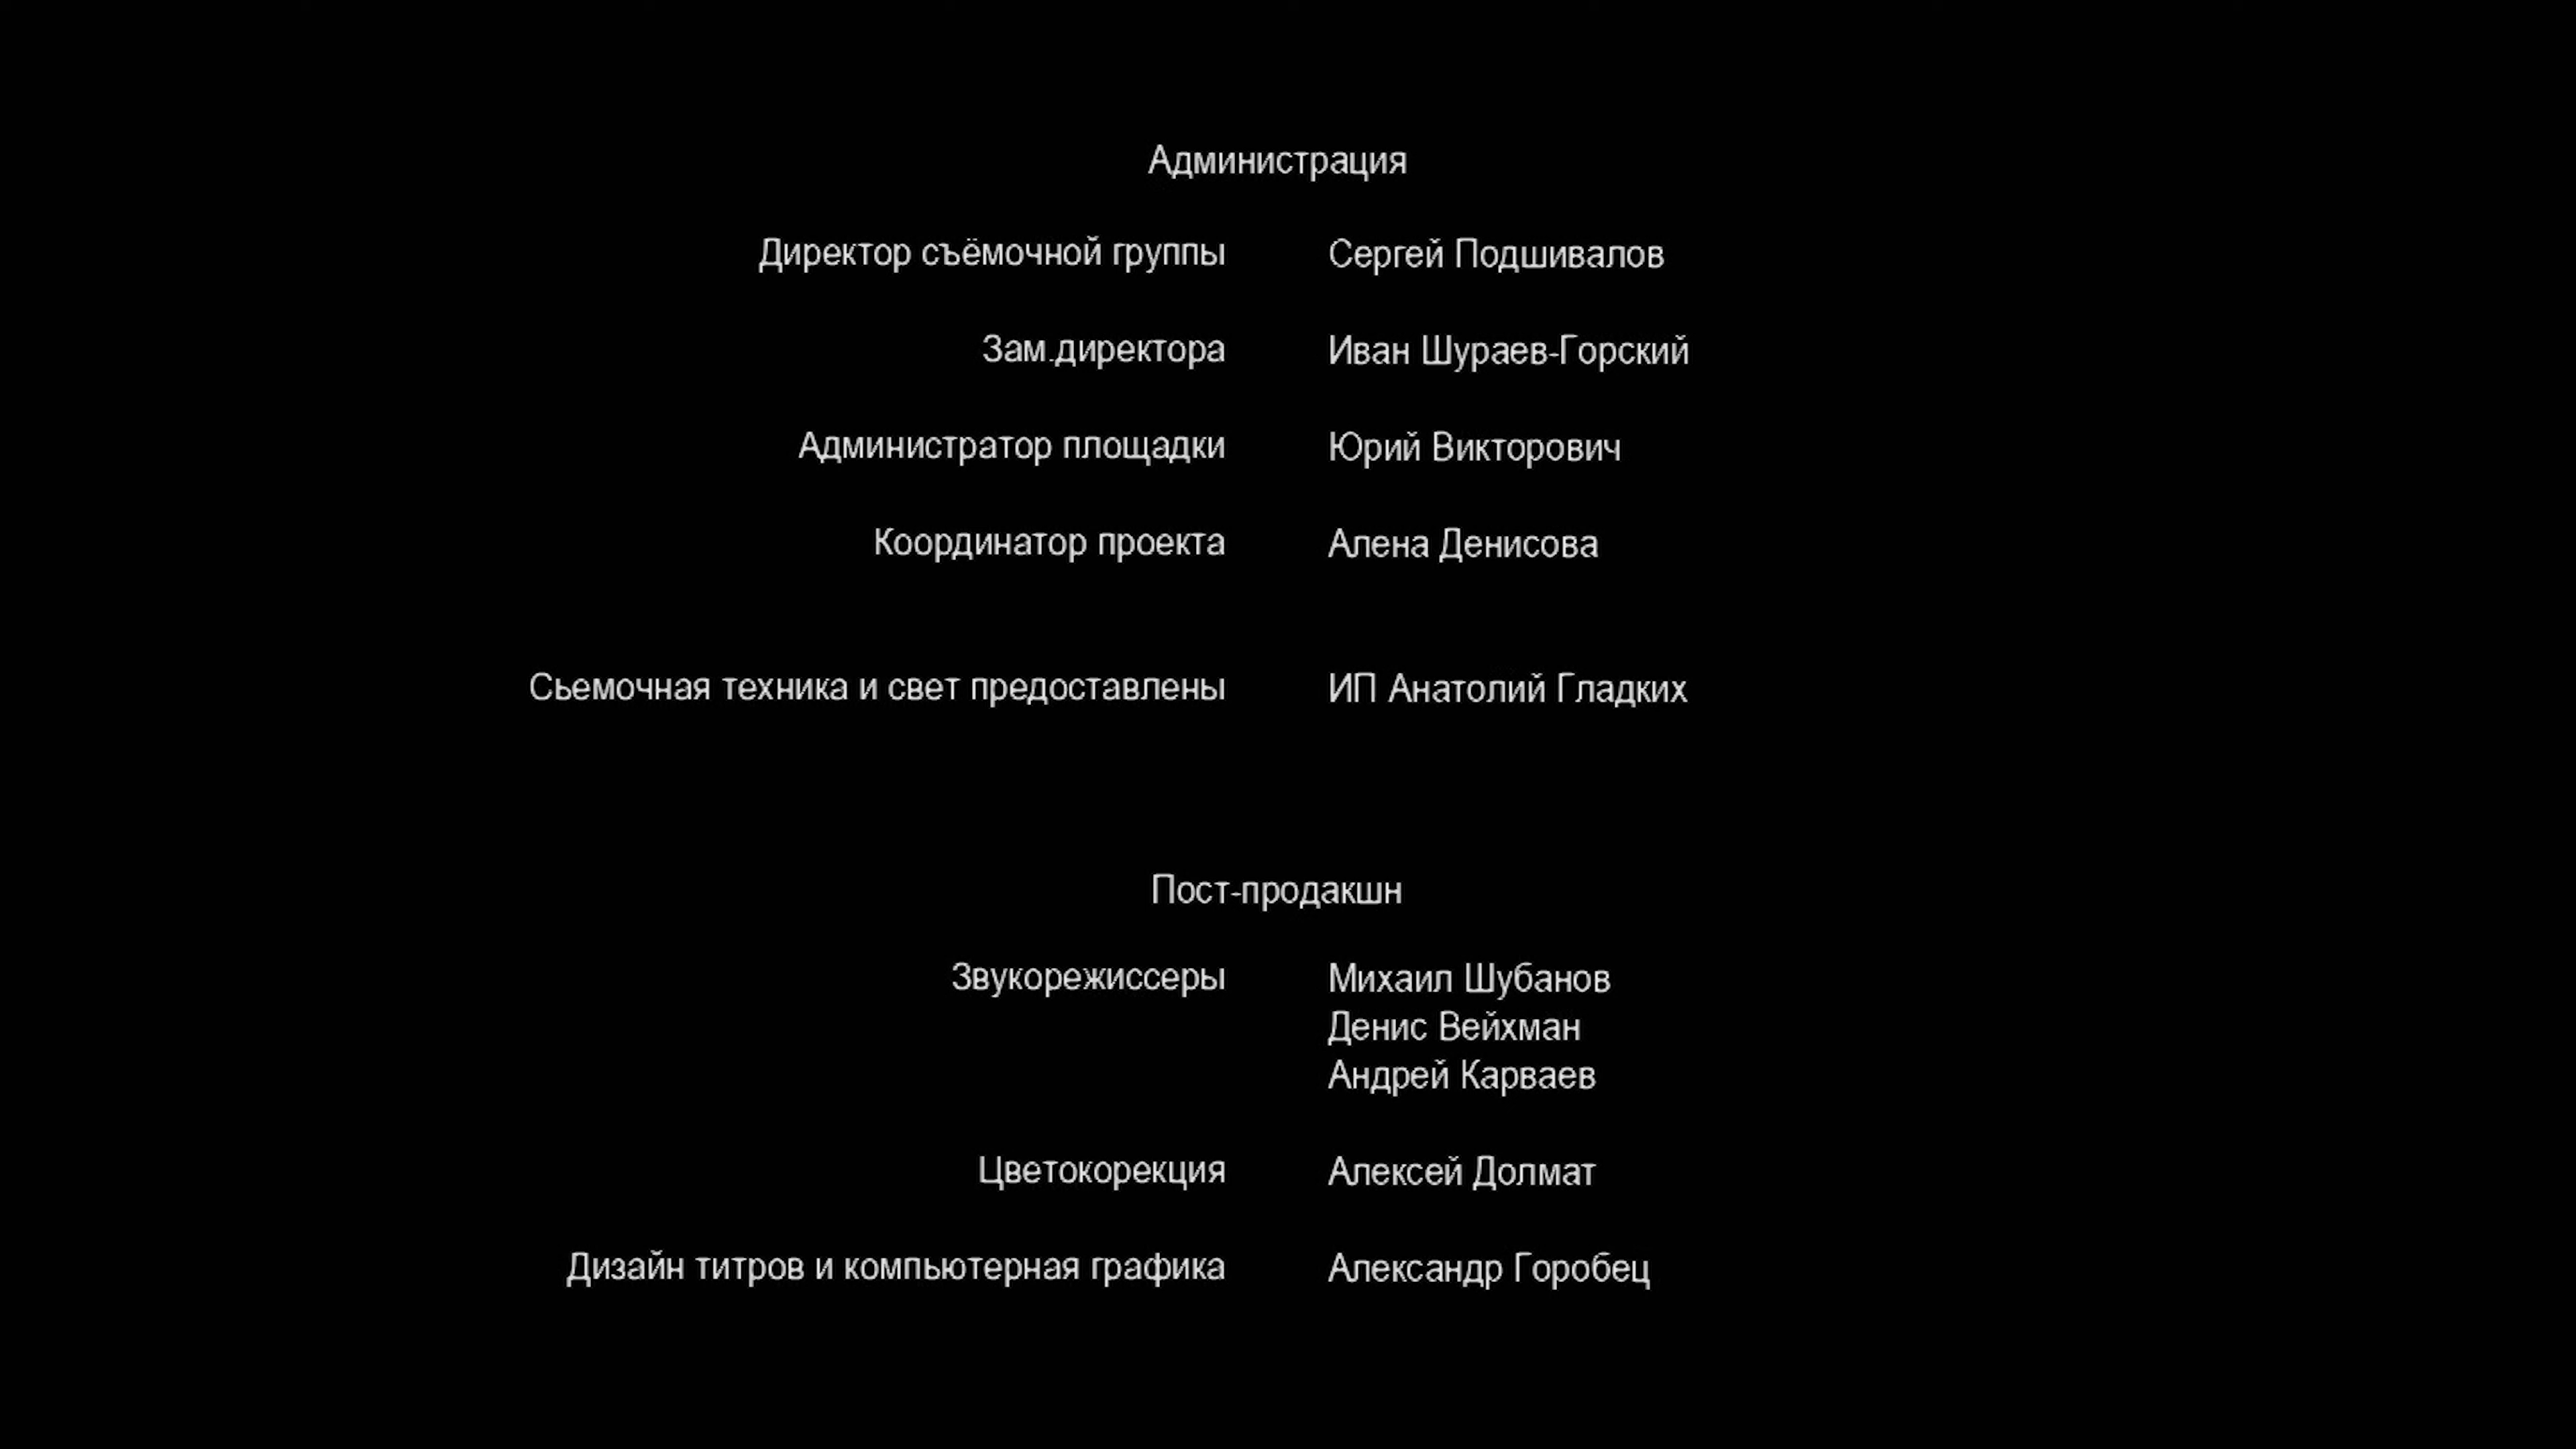 Администрация
Директор съёмочной группы Сергей Подшивалов
Зам.директора Иван Шураев-Горский
Администратор площадки Юрий Викторович
Координатор проекта Алена Денисова
Сьемочная техника и свет предоставлены ИП Анатолий Гладких
Пост-продакшн
Звукорежиссеры Михаил Шубанов
Денис Вейхман
Андрей Карваев
Цветокорекция Алексей Долмат
Дизайн титров и компьютерная графика Александр Горобец